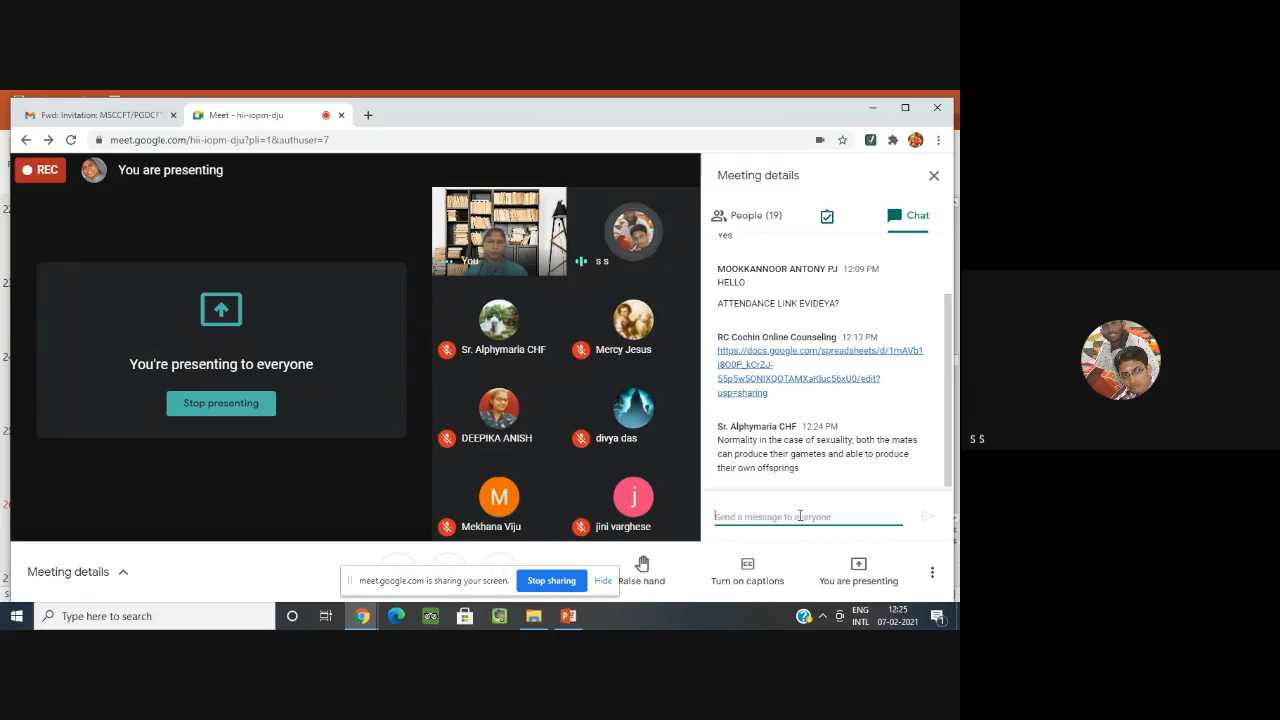 Fwd: Invitation: MSCCFT/PGDCFT
Meet - hii-iopm-dju
meet.google.com/hii-iopm-dju?pli=1&authuser=7
REC
You are presenting
Meeting details
People (19)
Chat
Yes
MOOKKANNOOR ANTONY PJ 12:09 PM
HELLO
ATTENDANCE LINK EVIDEYA?
RC Cochin Online Counseling 12:13 PM
https://docs.google.com/spreadsheets/d/1mAVb1
i8O0P_kCrZJ-
55p5w5ONIXQOTAMXaKluc56xU0/edit?
usp=sharing
Sr. Alphymaria CHF 12:24 PM
Normality in the case of sexuality; both the mates
can produce their gametes and able to produce
their own offsprings
Send a message to everyone
You're presenting to everyone
Stop presenting
You
s s
Sr. Alphymaria CHF
Mercy Jesus
DEEPIKA ANISH
divya das
M
j
Mekhana Viju
jini varghese
S S
Meeting details
meet.google.com is sharing your screen.
Stop sharing
Hide
Raise hand
Turn on captions
You are presenting
Type here to search
ENG
INTL
12:25
07-02-2021
1